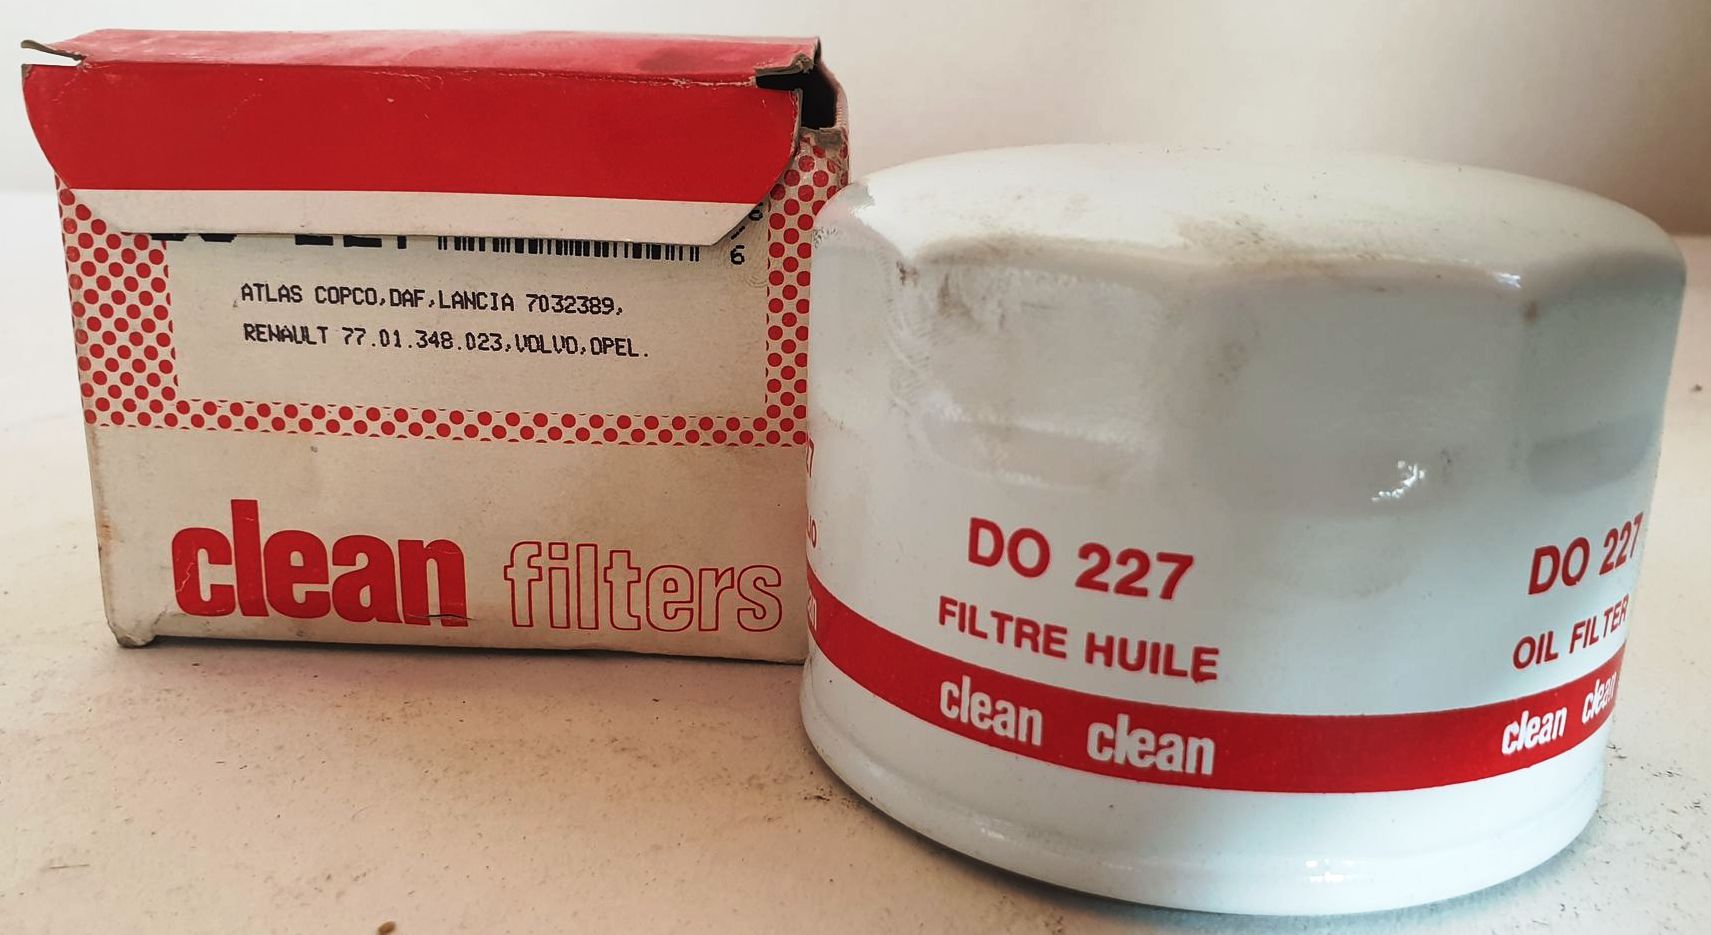 6
ATLAS COPCO,DAF,LANCIA 7032389,
RENAULT 77.01.348.023,VOLVO,OPEL.
clean filters
DO 227
FILTRE HUILE
clean clean
DO 227
OIL FILTER
clean clean